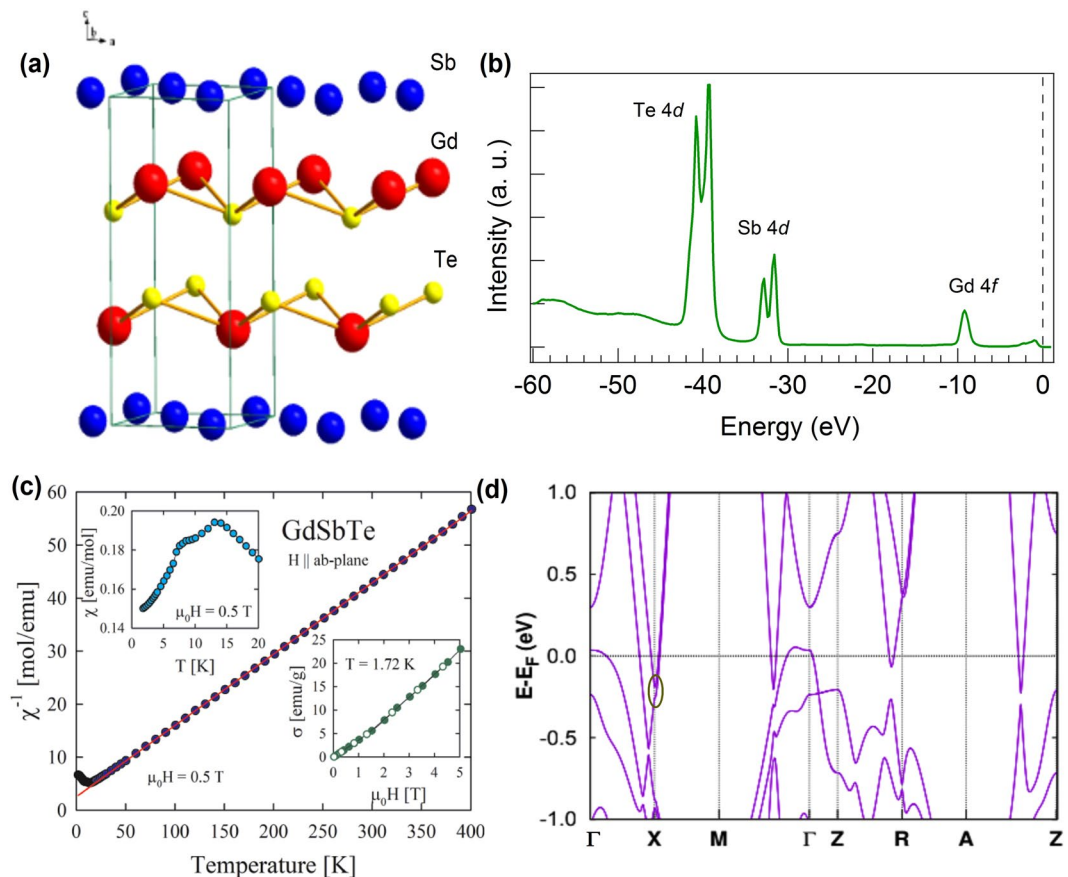 c
b
a
(a)
Sb
Gd
Te
(b)
Te 4d
Sb 4d
Gd 4f
Intensity (a. u.)
-60 -50 -40 -30 -20 -10 0
Energy (eV)
(c)
60
50
40
30
20
10
0
χ⁻¹ [mol/emu]
0 50 100 150 200 250 300 350 400
Temperature [K]
GdSbTe
H || ab-plane
μ₀H = 0.5 T
0.20
0.18
0.16
0.14
χ [emu/mol]
μ₀H = 0.5 T
0 5 10 15 20
T [K]
25
20
15
10
5
0
σ [emu/g]
T = 1.72 K
0 1 2 3 4 5
μ₀H [T]
(d)
1.0
0.5
0.0
-0.5
-1.0
E-E_F (eV)
Γ X M Γ Z R A Z